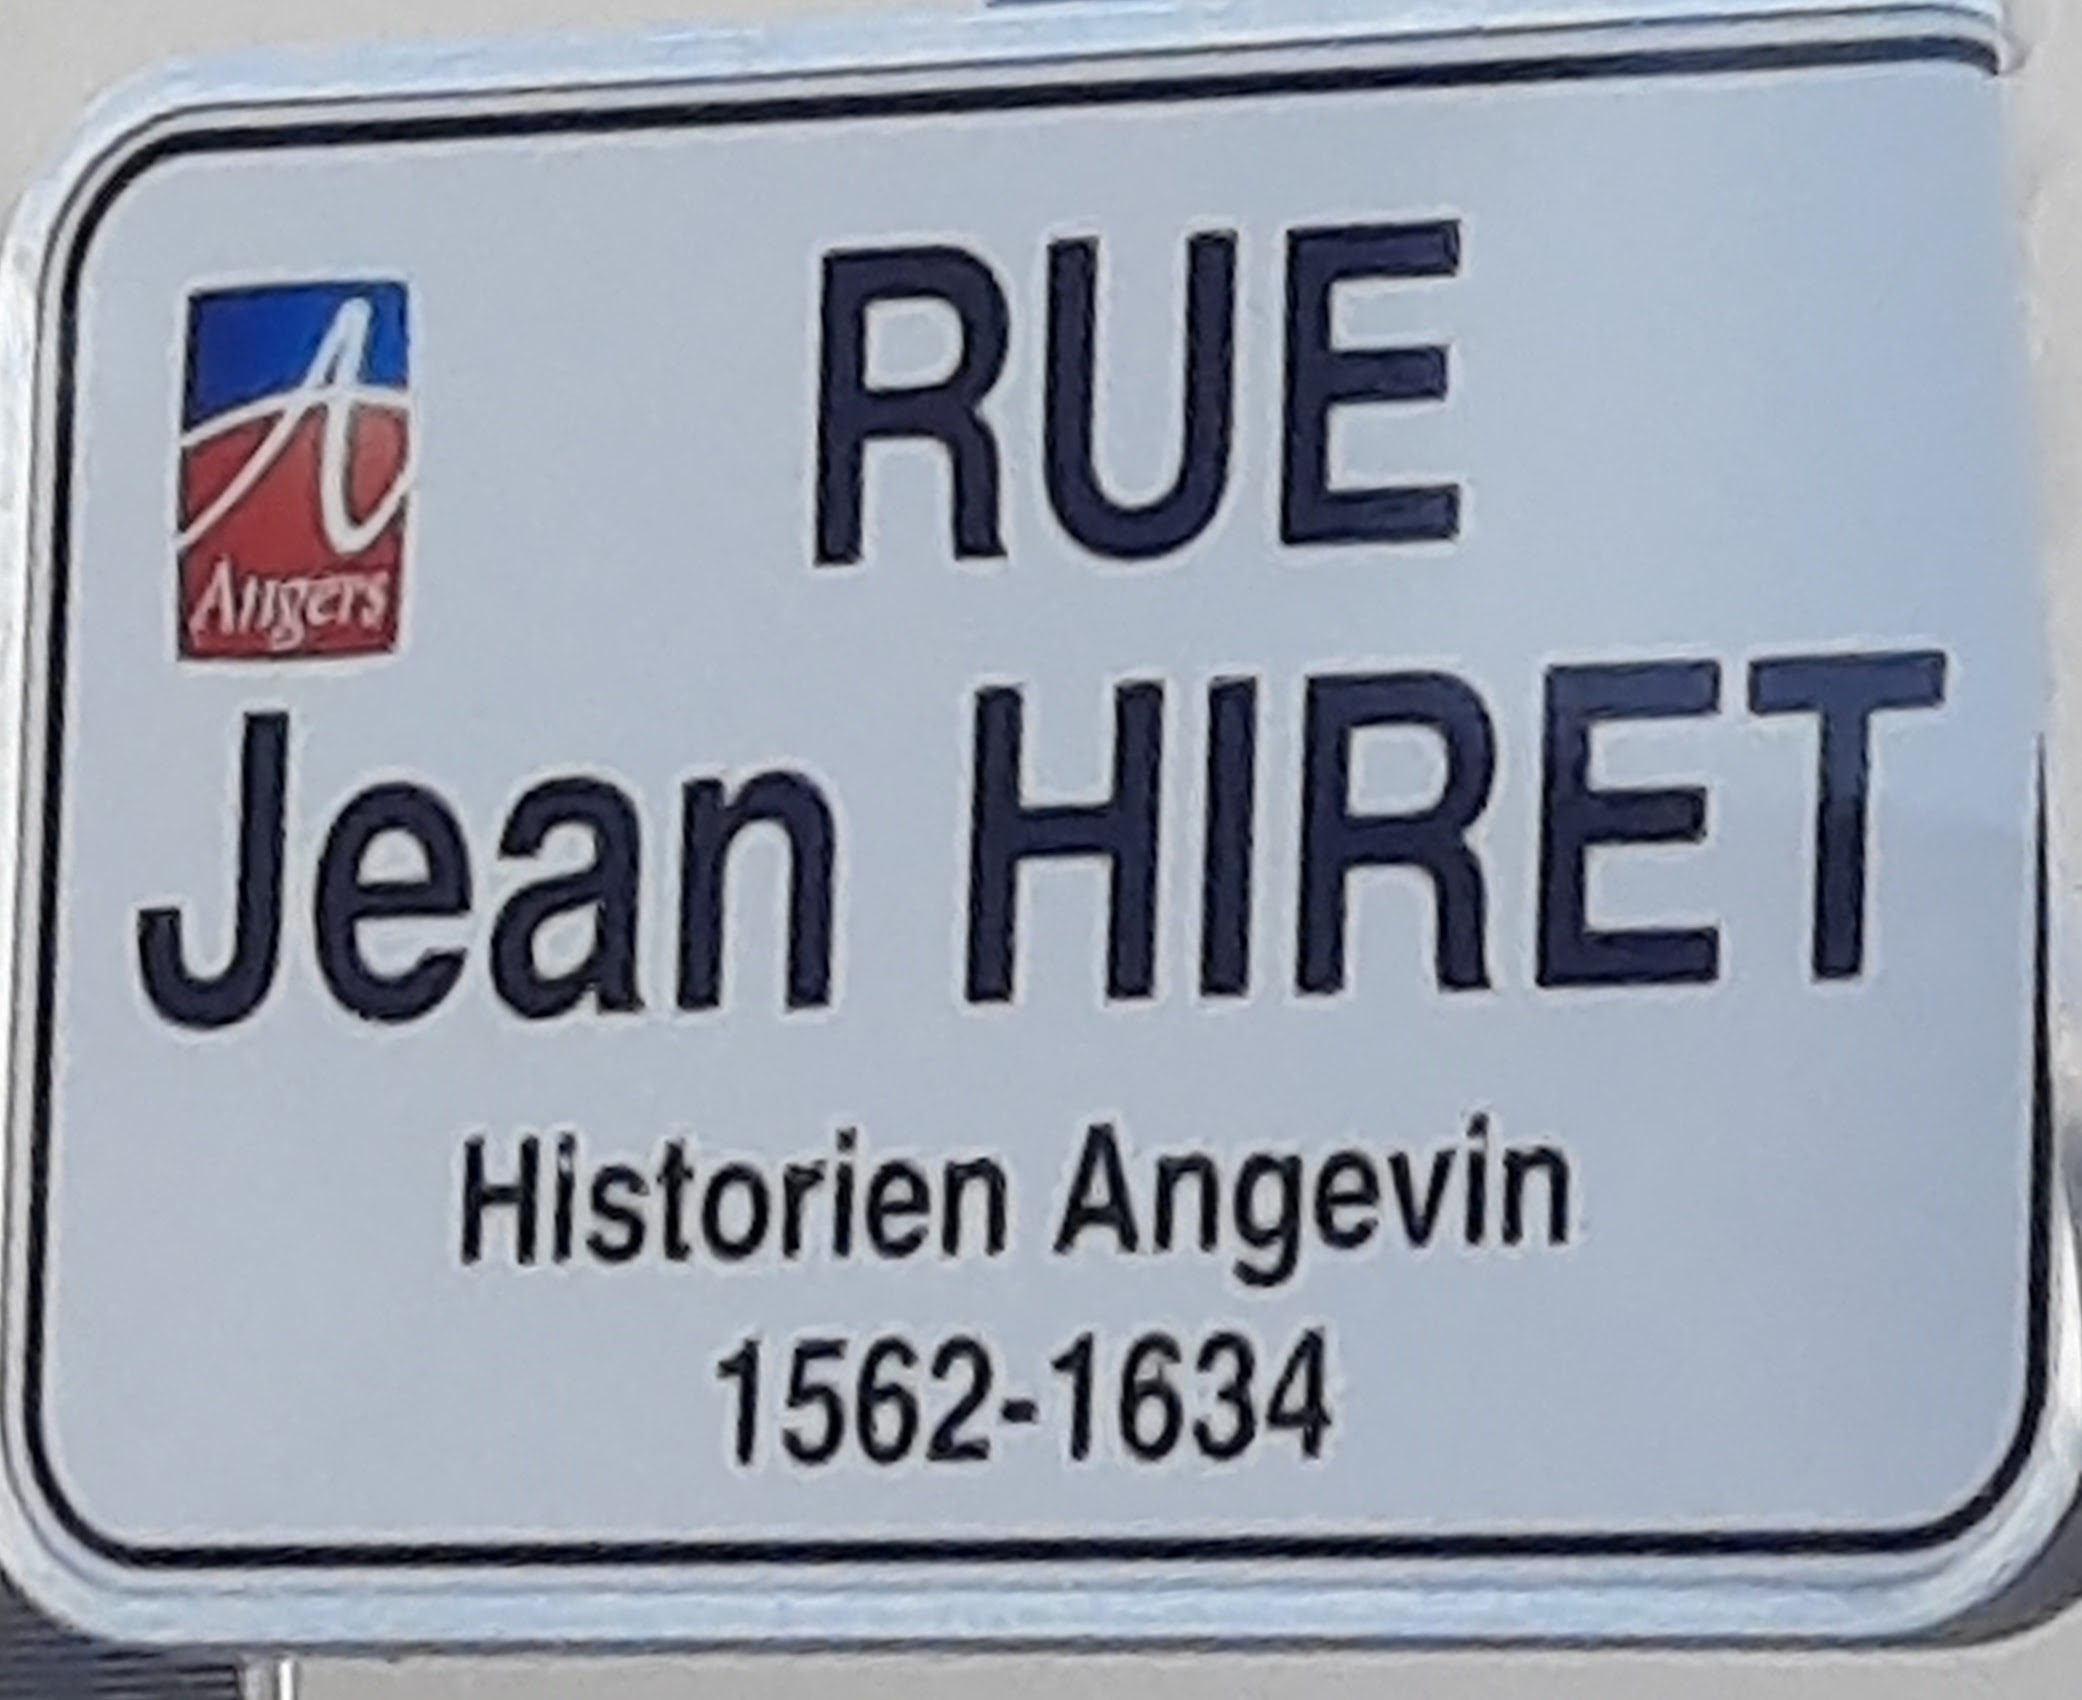 RUE
A
Angers
Jean HIRET
Historien Angevin
1562-1634